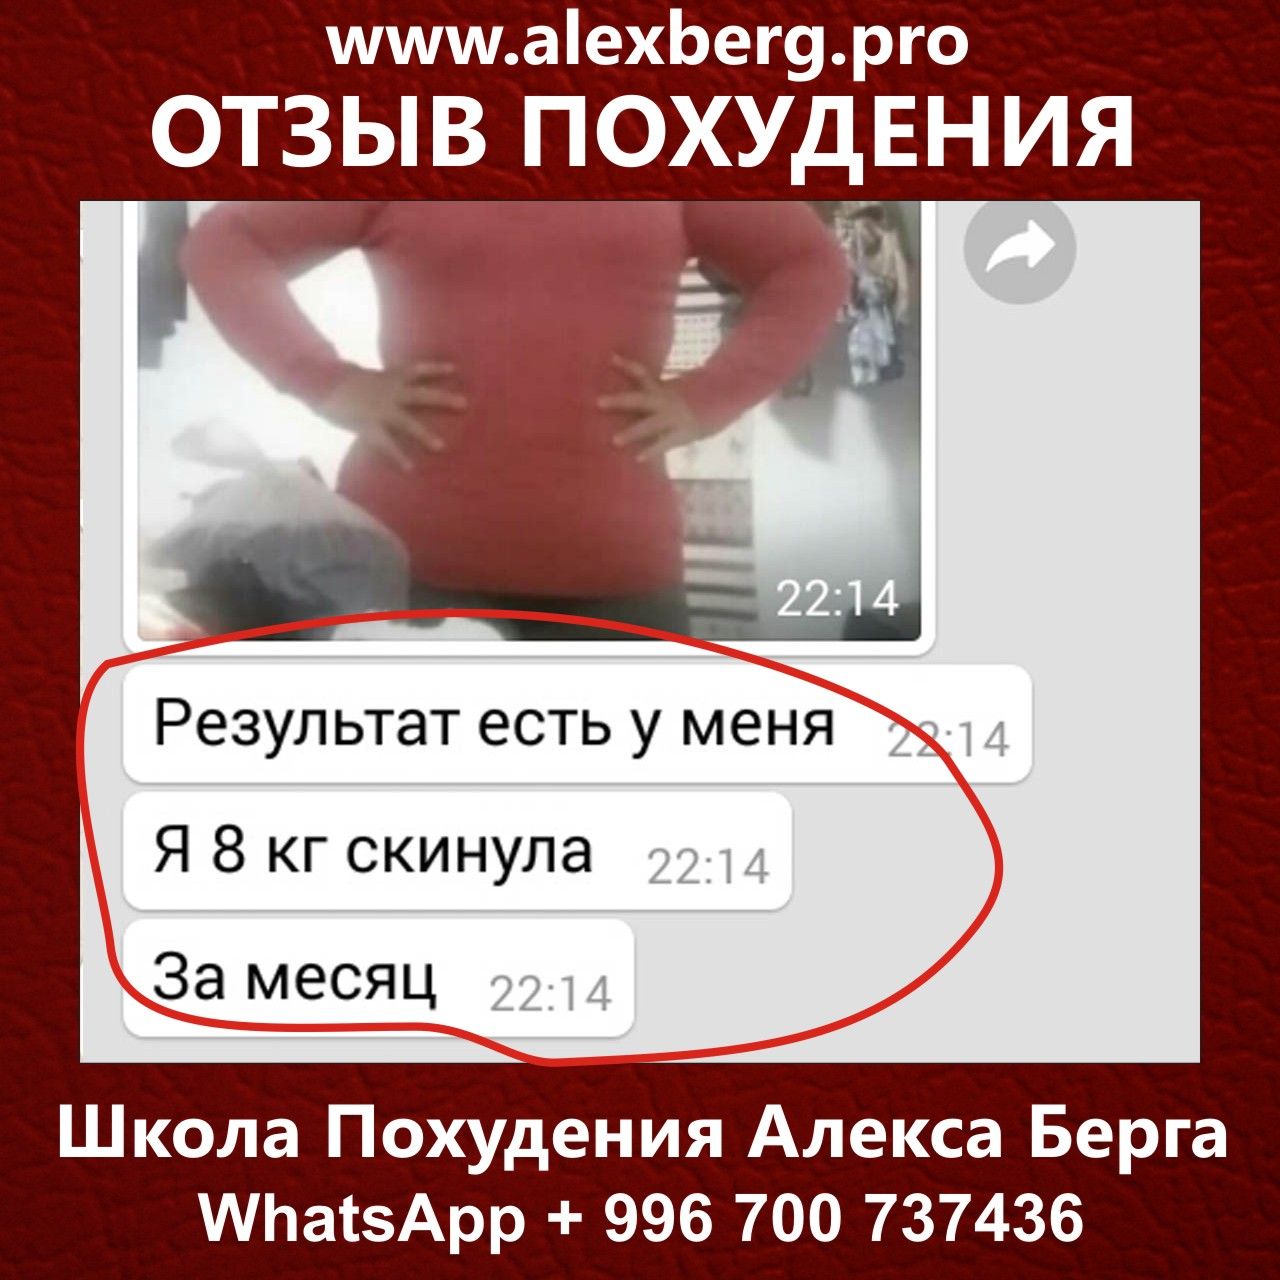 www.alexberg.pro
ОТЗЫВ ПОХУДЕНИЯ
22:14
Результат есть у меня 22:14
Я 8 кг скинула 22:14
За месяц 22:14
Школа Похудения Алекса Берга
WhatsApp + 996 700 737436